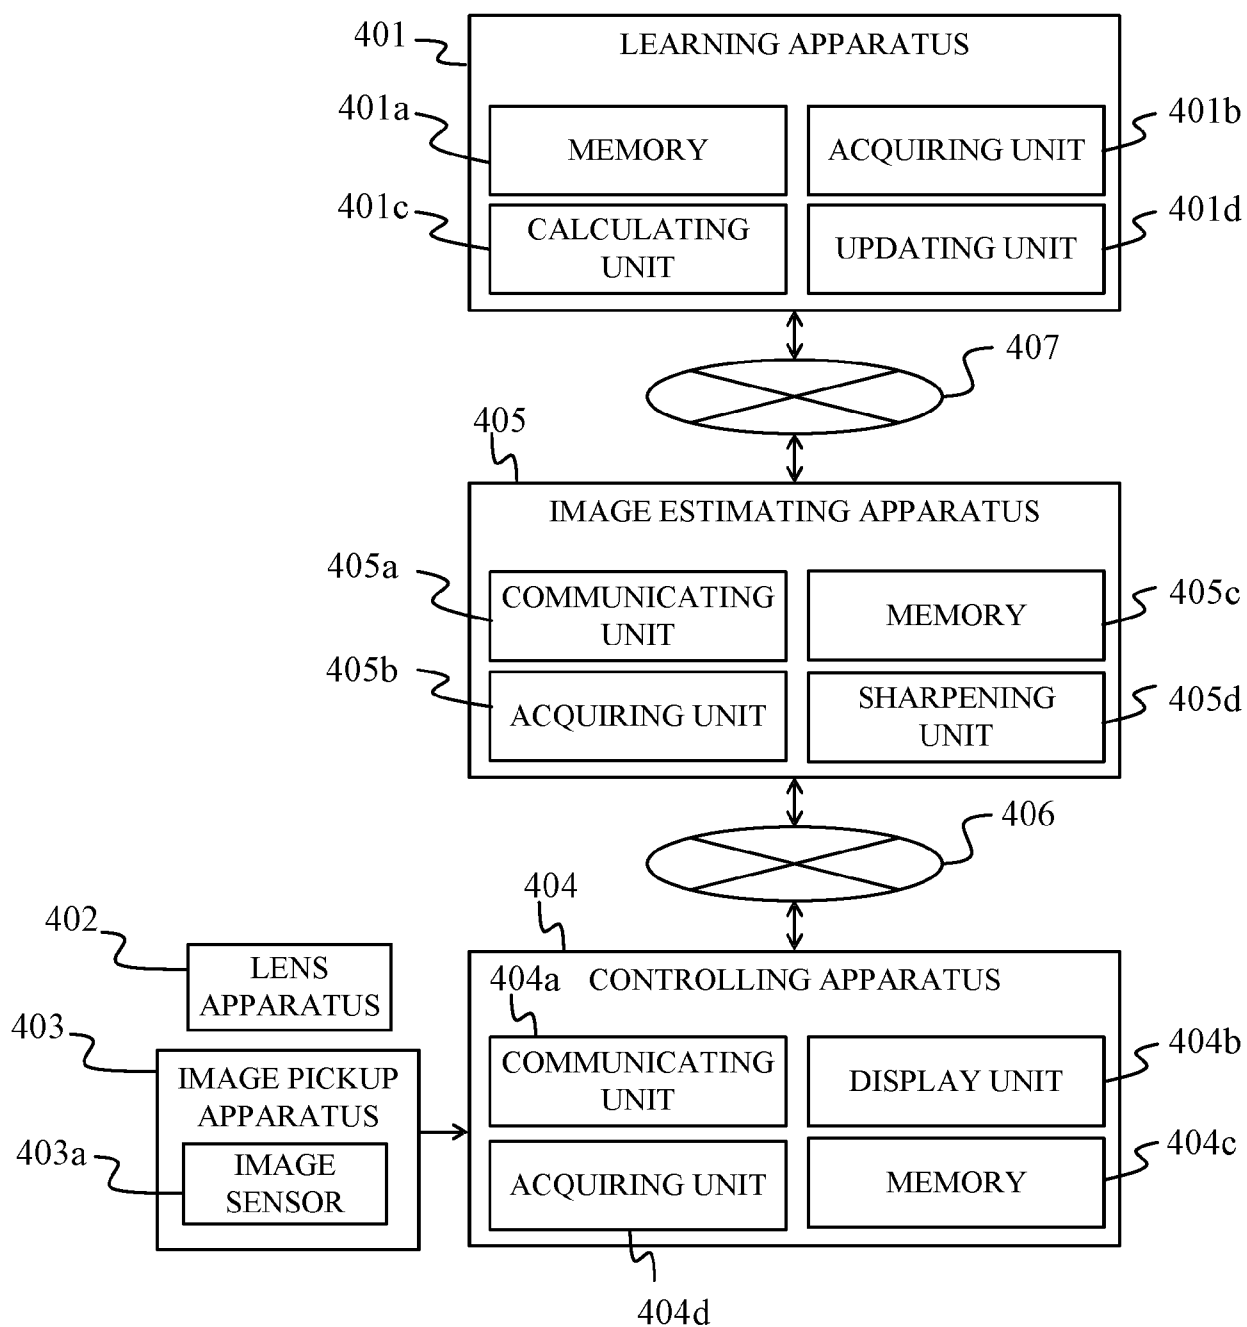 401
LEARNING APPARATUS
401a
MEMORY
ACQUIRING UNIT
401b
401c
CALCULATING
UNIT
UPDATING UNIT
401d
407
405
IMAGE ESTIMATING APPARATUS
405a
COMMUNICATING
UNIT
MEMORY
405c
405b
ACQUIRING UNIT
SHARPENING
UNIT
405d
406
404
402
LENS
APPARATUS
404a
CONTROLLING APPARATUS
403
IMAGE PICKUP
APPARATUS
COMMUNICATING
UNIT
DISPLAY UNIT
404b
403a
IMAGE
SENSOR
ACQUIRING UNIT
MEMORY
404c
404d